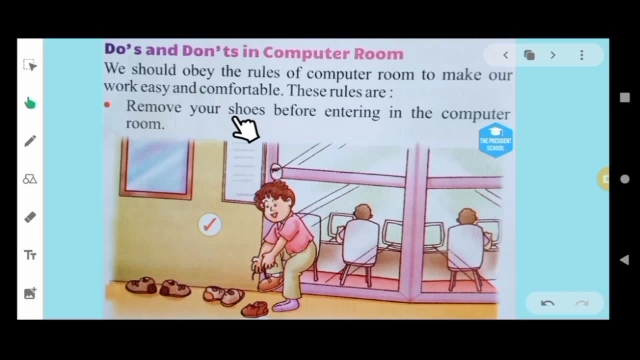 Do's and Don'ts in Computer Room
We should obey the rules of computer room to make our
work easy and comfortable. These rules are :
• Remove your shoes before entering in the computer
room.
THE PRESIDENT
SCHOOL
Tт